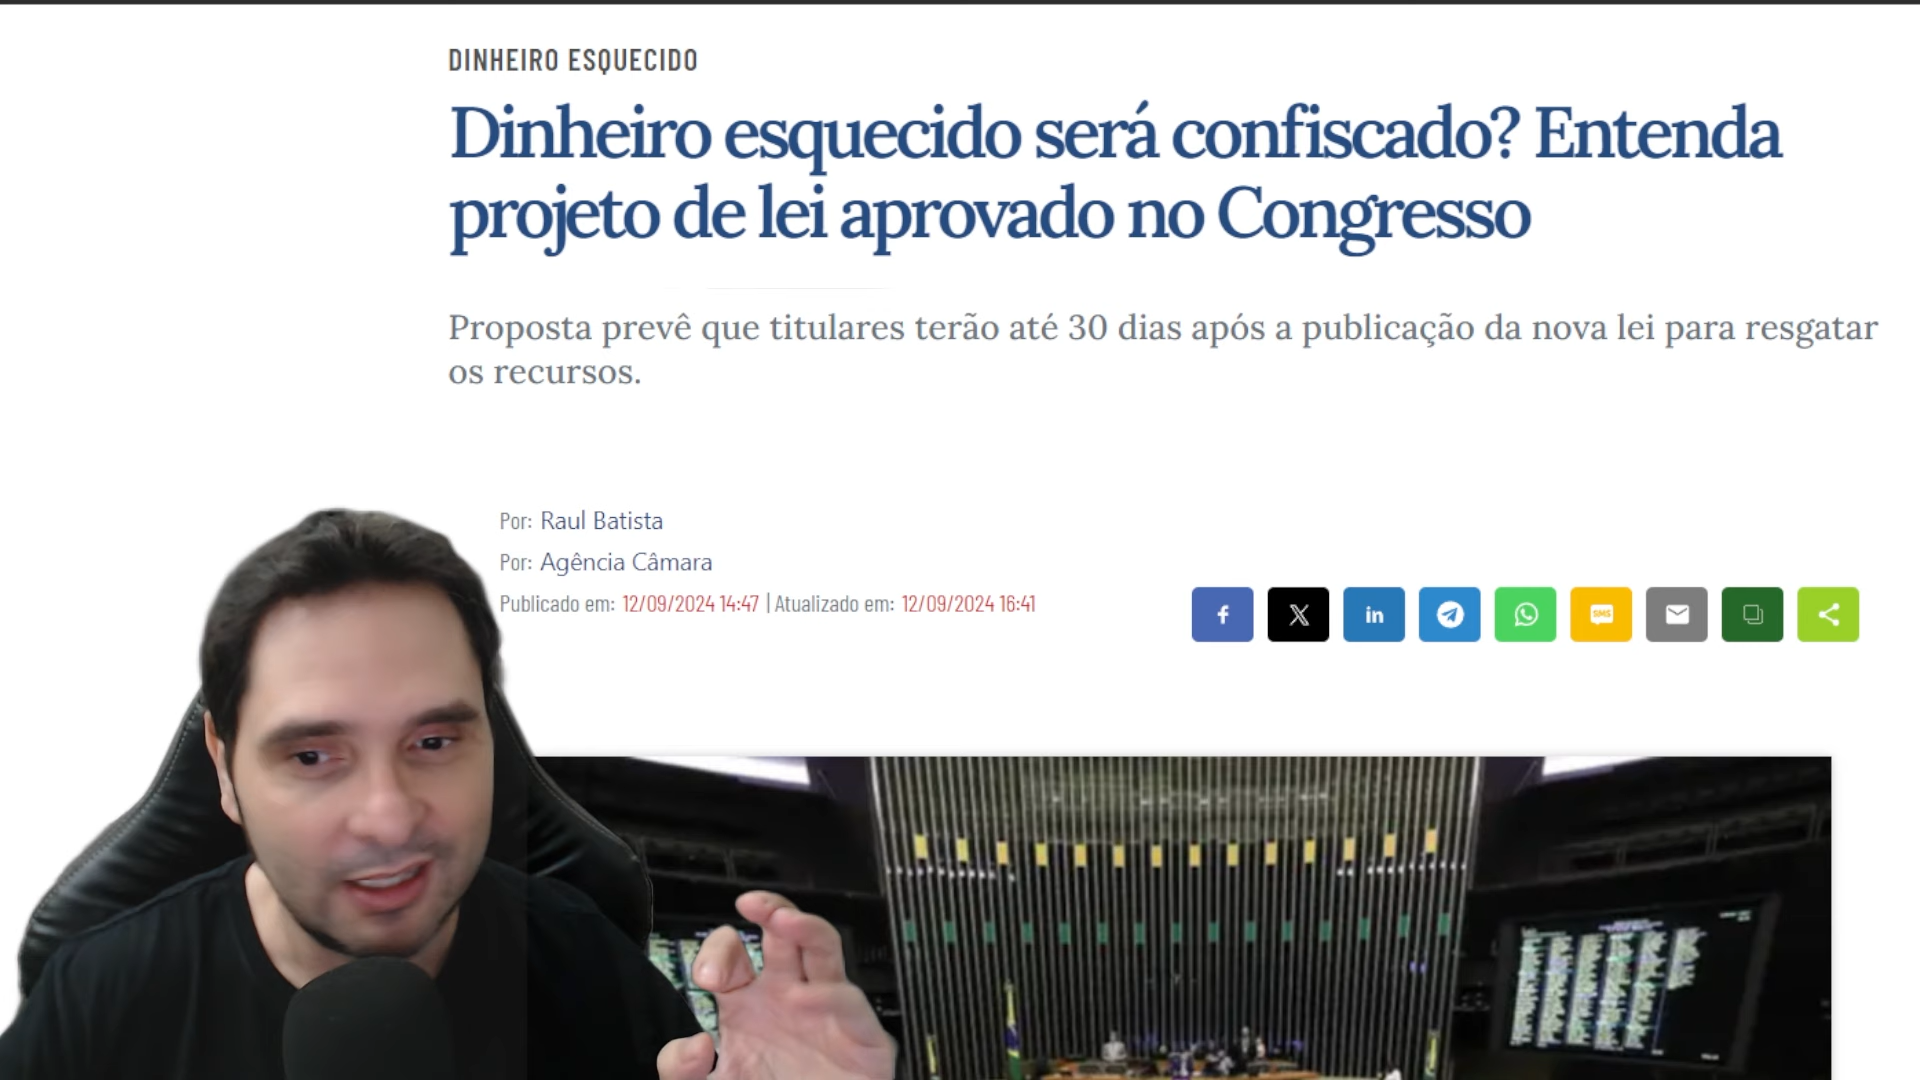 DINHEIRO ESQUECIDO
Dinheiro esquecido será confiscado? Entenda
projeto de lei aprovado no Congresso
Proposta prevê que titulares terão até 30 dias após a publicação da nova lei para resgatar
os recursos.
Por: Raul Batista
Por: Agência Câmara
Publicado em: 12/09/2024 14:47 | Atualizado em: 12/09/2024 16:41
f
X
in
SMS